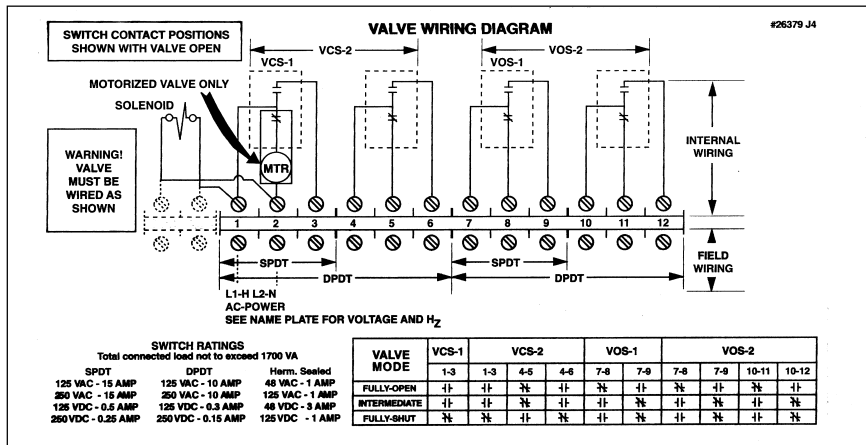 VALVE WIRING DIAGRAM
#26379 J4
SWITCH CONTACT POSITIONS
SHOWN WITH VALVE OPEN
VCS-2
VCS-1
VOS-2
VOS-1
MOTORIZED VALVE ONLY
SOLENOID
WARNING!
VALVE
MUST BE
WIRED AS
SHOWN
MTR
INTERNAL
WIRING
1 2 3 4 5 6 7 8 9 10 11 12
SPDT
DPDT
SPDT
DPDT
FIELD
WIRING
L1-H L2-N
AC-POWER
SEE NAME PLATE FOR VOLTAGE AND HZ
SWITCH RATINGS
Total connected load not to exceed 1700 VA
SPDT DPDT Herm. Sealed
125 VAC - 15 AMP 125 VAC - 10 AMP 48 VAC - 1 AMP
250 VAC - 15 AMP 250 VAC - 10 AMP 125 VAC - 1 AMP
125 VDC - 0.5 AMP 125 VDC - 0.3 AMP 48 VDC - 3 AMP
250 VDC - 0.25 AMP 250 VDC - 0.15 AMP 125 VDC - 1 AMP
VALVE MODE VCS-1 VCS-2 VOS-1 VOS-2
1-3 1-3 4-5 4-6 7-8 7-9 7-8 7-9 10-11 10-12
FULLY-OPEN
INTERMEDIATE
FULLY-SHUT